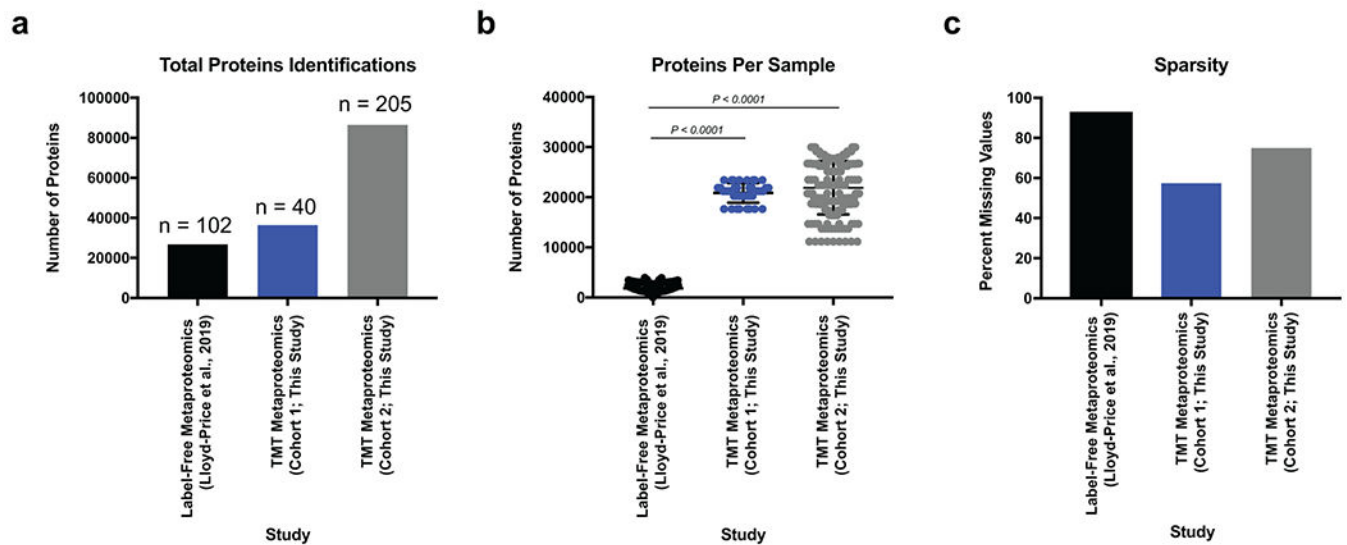 a
Total Proteins Identifications
Number of Proteins
100000
80000
60000
40000
20000
0
n = 102
n = 40
n = 205
Label-Free Metaproteomics
(Lloyd-Price et al., 2019)
TMT Metaproteomics
(Cohort 1; This Study)
TMT Metaproteomics
(Cohort 2; This Study)
Study
b
Proteins Per Sample
Number of Proteins
40000
30000
20000
10000
0
P < 0.0001
P < 0.0001
Label-Free Metaproteomics
(Lloyd-Price et al., 2019)
TMT Metaproteomics
(Cohort 1; This Study)
TMT Metaproteomics
(Cohort 2; This Study)
Study
c
Sparsity
Percent Missing Values
100
80
60
40
20
0
Label-Free Metaproteomics
(Lloyd-Price et al., 2019)
TMT Metaproteomics
(Cohort 1; This Study)
TMT Metaproteomics
(Cohort 2; This Study)
Study